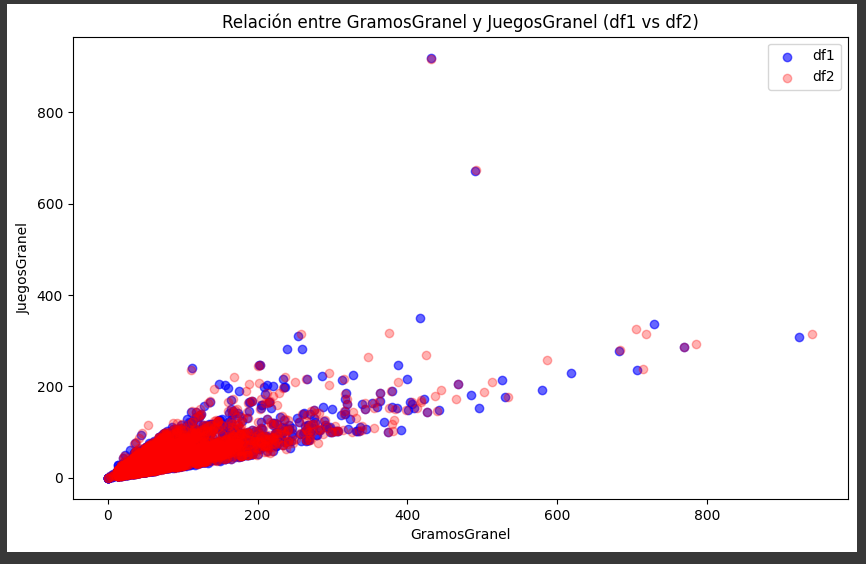 Relación entre GramosGranel y JuegosGranel (df1 vs df2)
df1
df2
800
600
400
200
0
JuegosGranel
0 200 400 600 800
GramosGranel